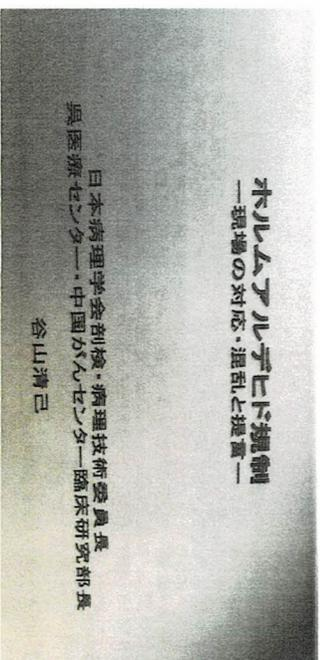 ホルムアルデヒド規制
―現場の対応・混乱と提言―
日本病理学会剖検・病理技術委員長
呉医療センター・中国がんセンター臨床研究部長
谷山清己